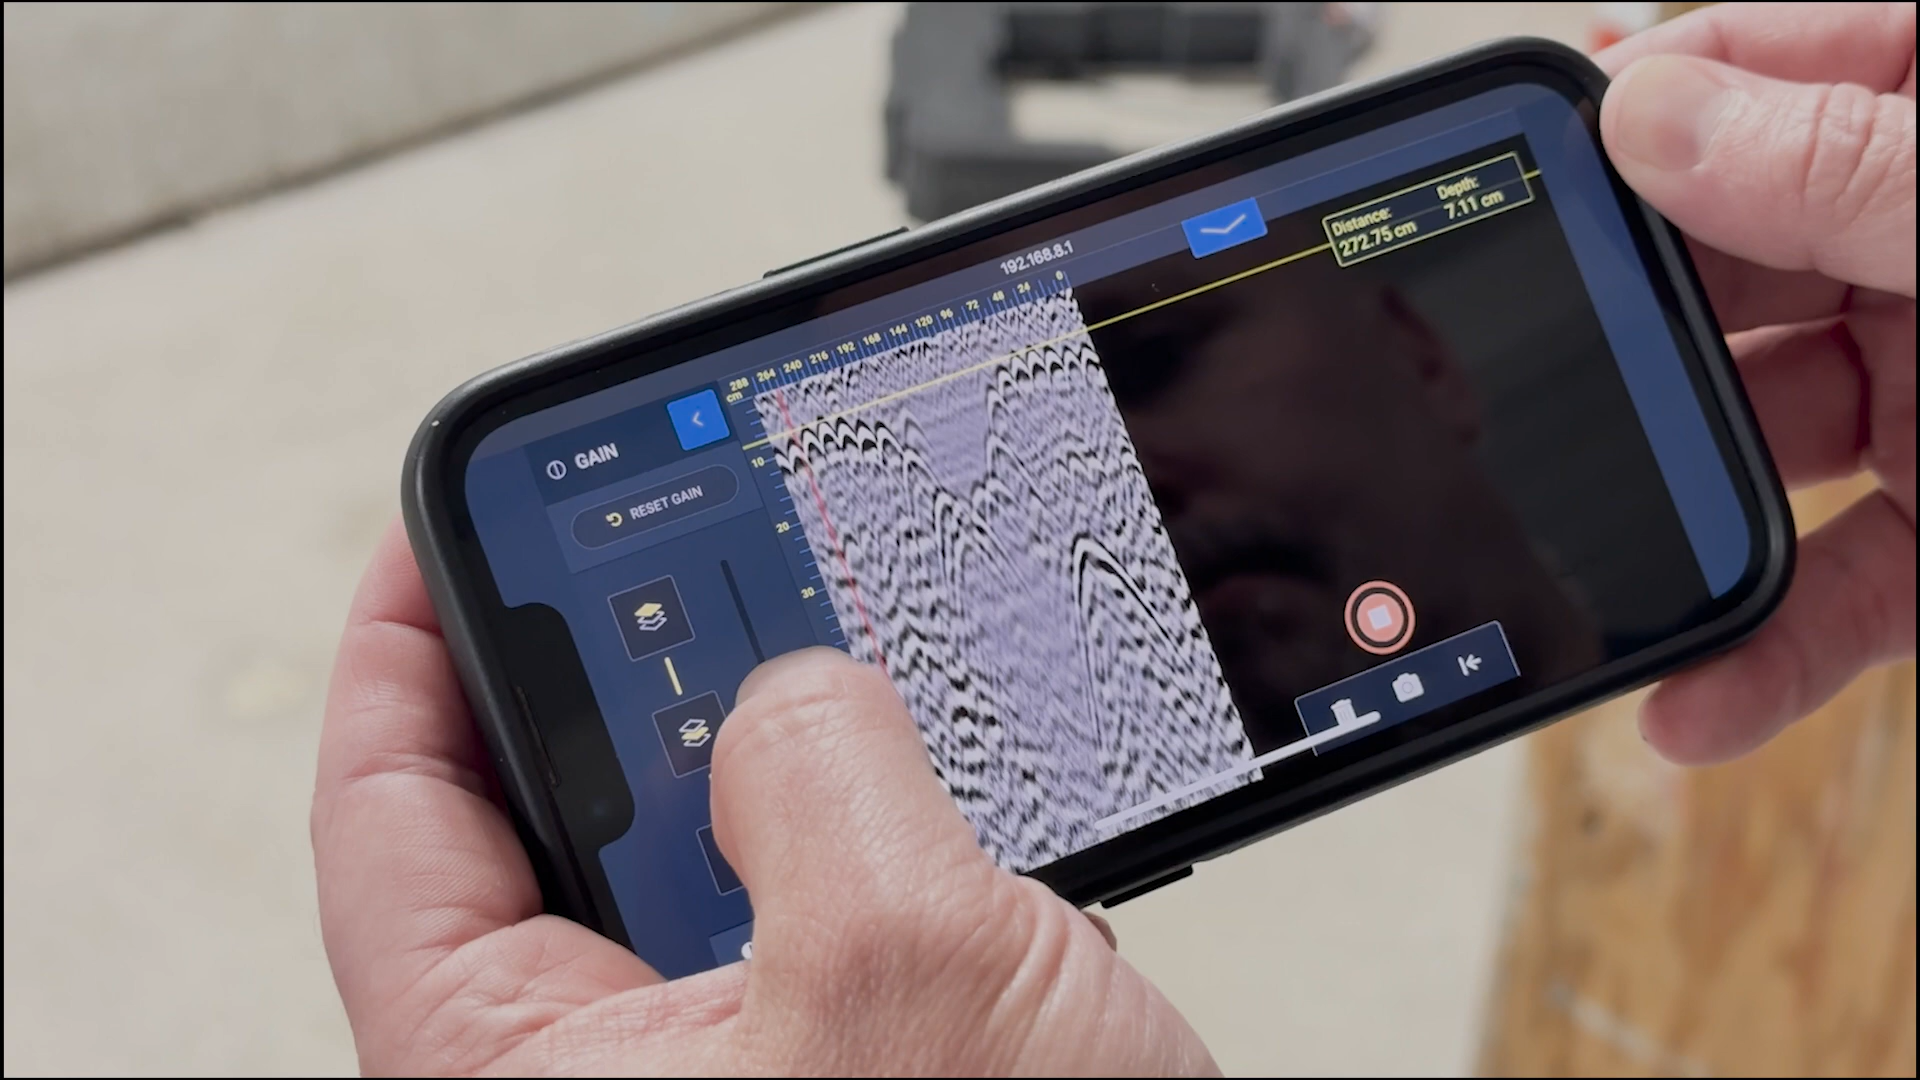 192.168.8.1
Distance: Depth:
272.75 cm 7.11 cm
288 264 240 216 192 168 144 120 96 72 48 24 0
cm
GAIN
RESET GAIN
10
20
30